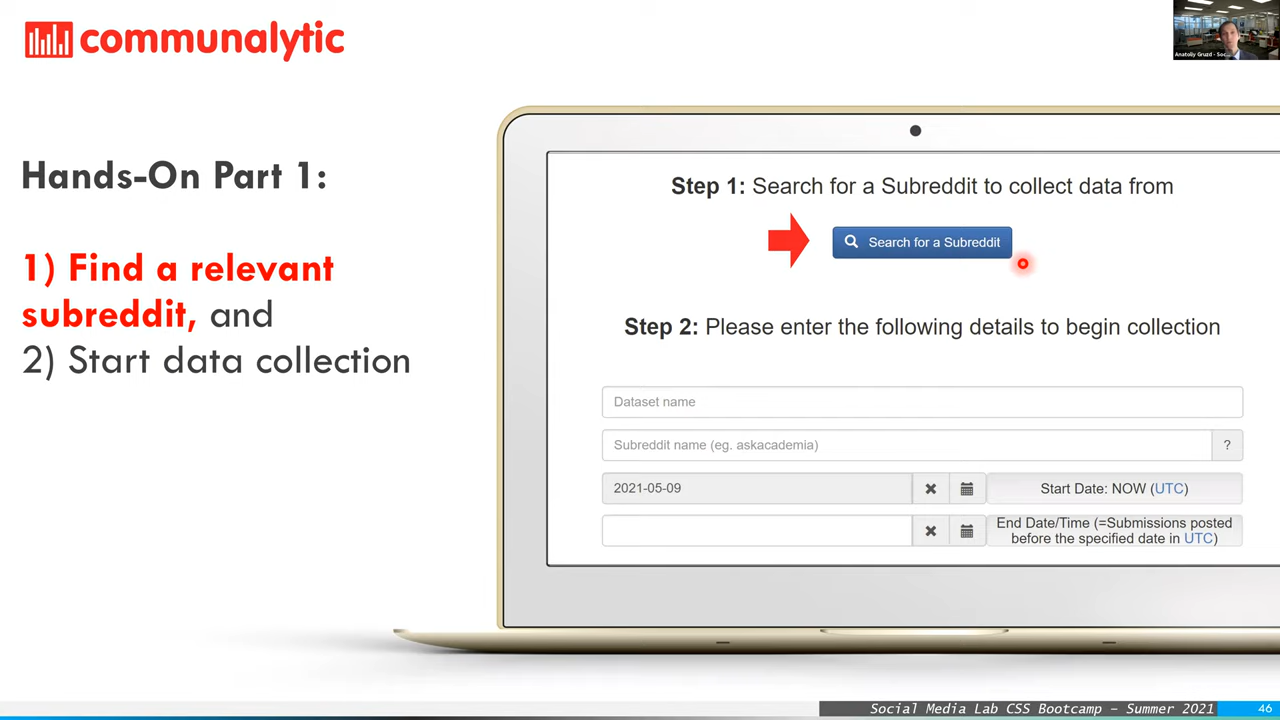 communalytic
Anatoliy Gruzd - Soc...
Hands-On Part 1:
1) Find a relevant
subreddit, and
2) Start data collection
Step 1: Search for a Subreddit to collect data from
Search for a Subreddit
Step 2: Please enter the following details to begin collection
Dataset name
Subreddit name (eg. askacademia)
?
2021-05-09
Start Date: NOW (UTC)
End Date/Time (=Submissions posted
before the specified date in UTC)
Social Media Lab CSS Bootcamp – Summer 2021
46